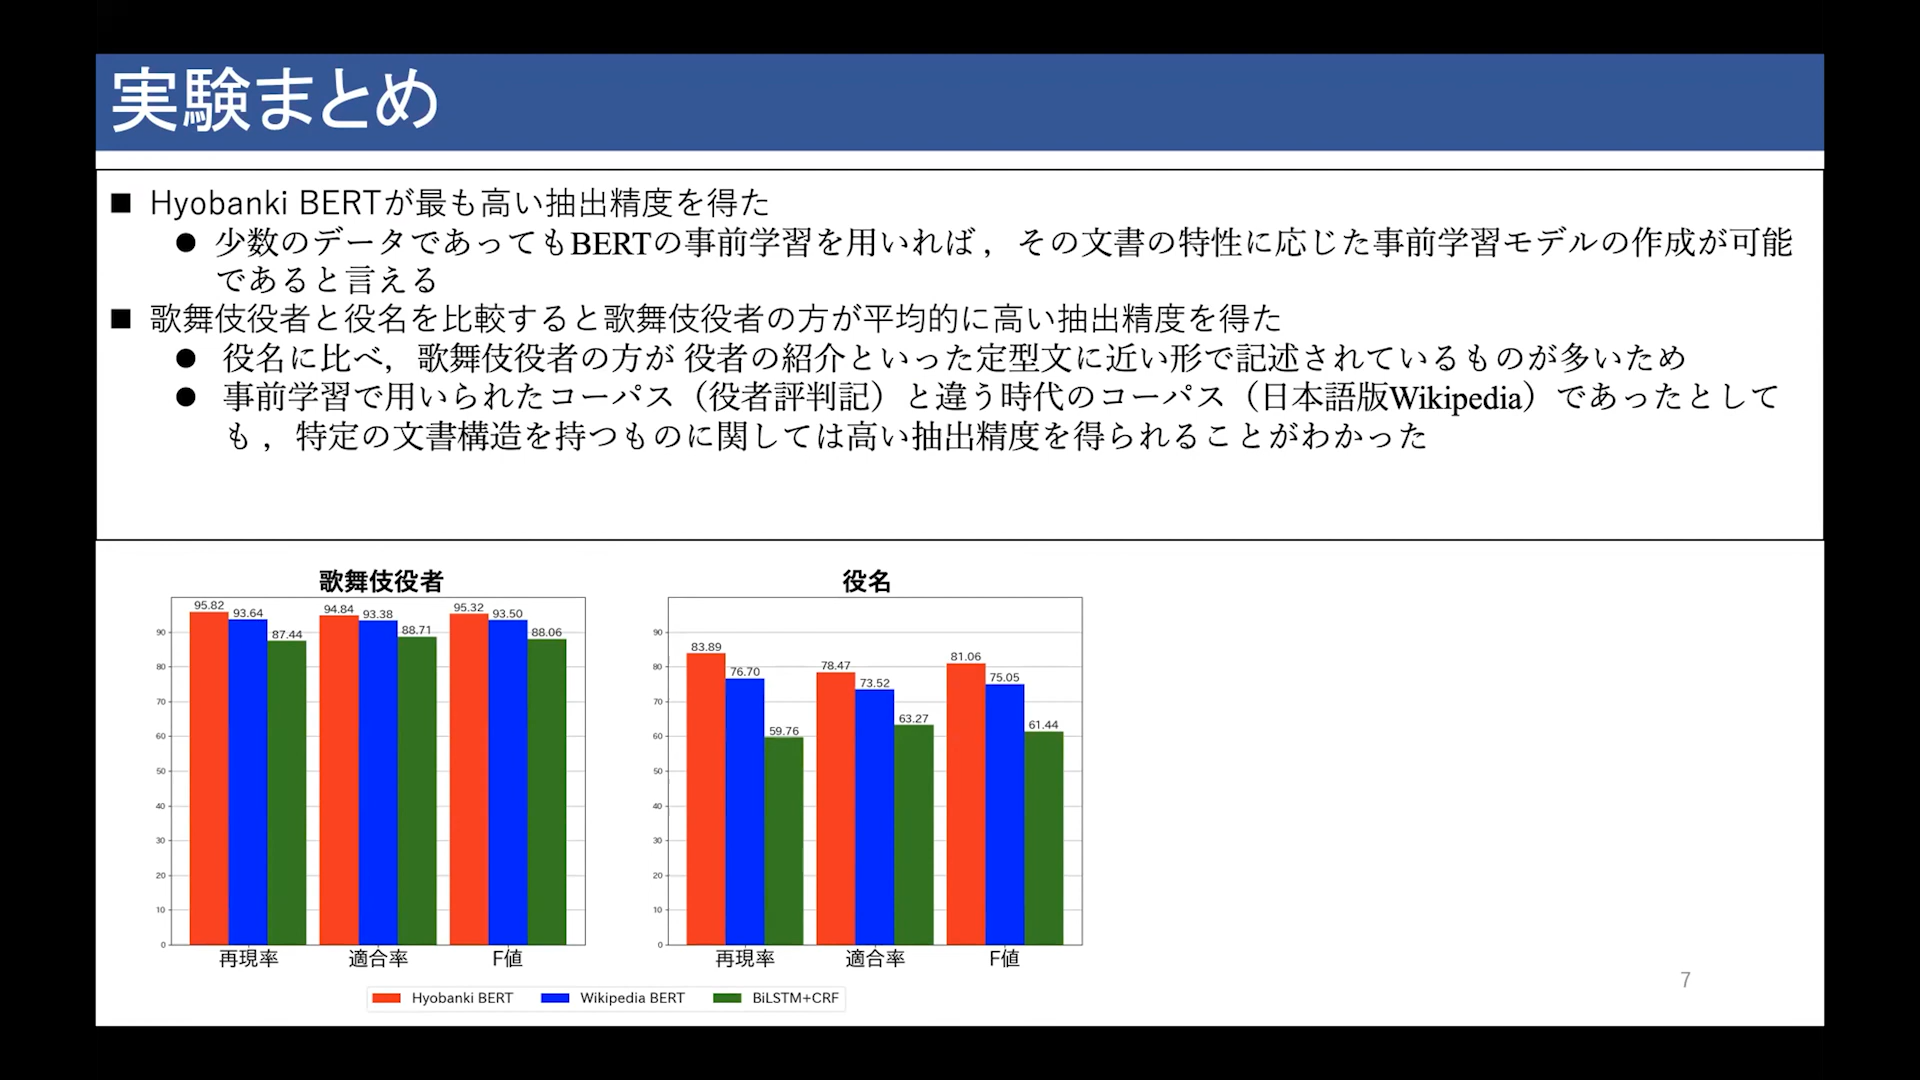 実験まとめ
■ Hyobanki BERTが最も高い抽出精度を得た
● 少数のデータであってもBERTの事前学習を用いれば，その文書の特性に応じた事前学習モデルの作成が可能
であると言える
■ 歌舞伎役者と役名を比較すると歌舞伎役者の方が平均的に高い抽出精度を得た
● 役名に比べ，歌舞伎役者の方が 役者の紹介といった定型文に近い形で記述されているものが多いため
● 事前学習で用いられたコーパス（役者評判記）と違う時代のコーパス（日本語版Wikipedia）であったとして
も，特定の文書構造を持つものに関しては高い抽出精度を得られることがわかった
歌舞伎役者
95.82 93.64 87.44 94.84 93.38 88.71 95.32 93.50 88.06
90
80
70
60
50
40
30
20
10
0
再現率 適合率 F値
役名
83.89 76.70 59.76 78.47 73.52 63.27 81.06 75.05 61.44
90
80
70
60
50
40
30
20
10
0
再現率 適合率 F値
Hyobanki BERT Wikipedia BERT BiLSTM+CRF
7